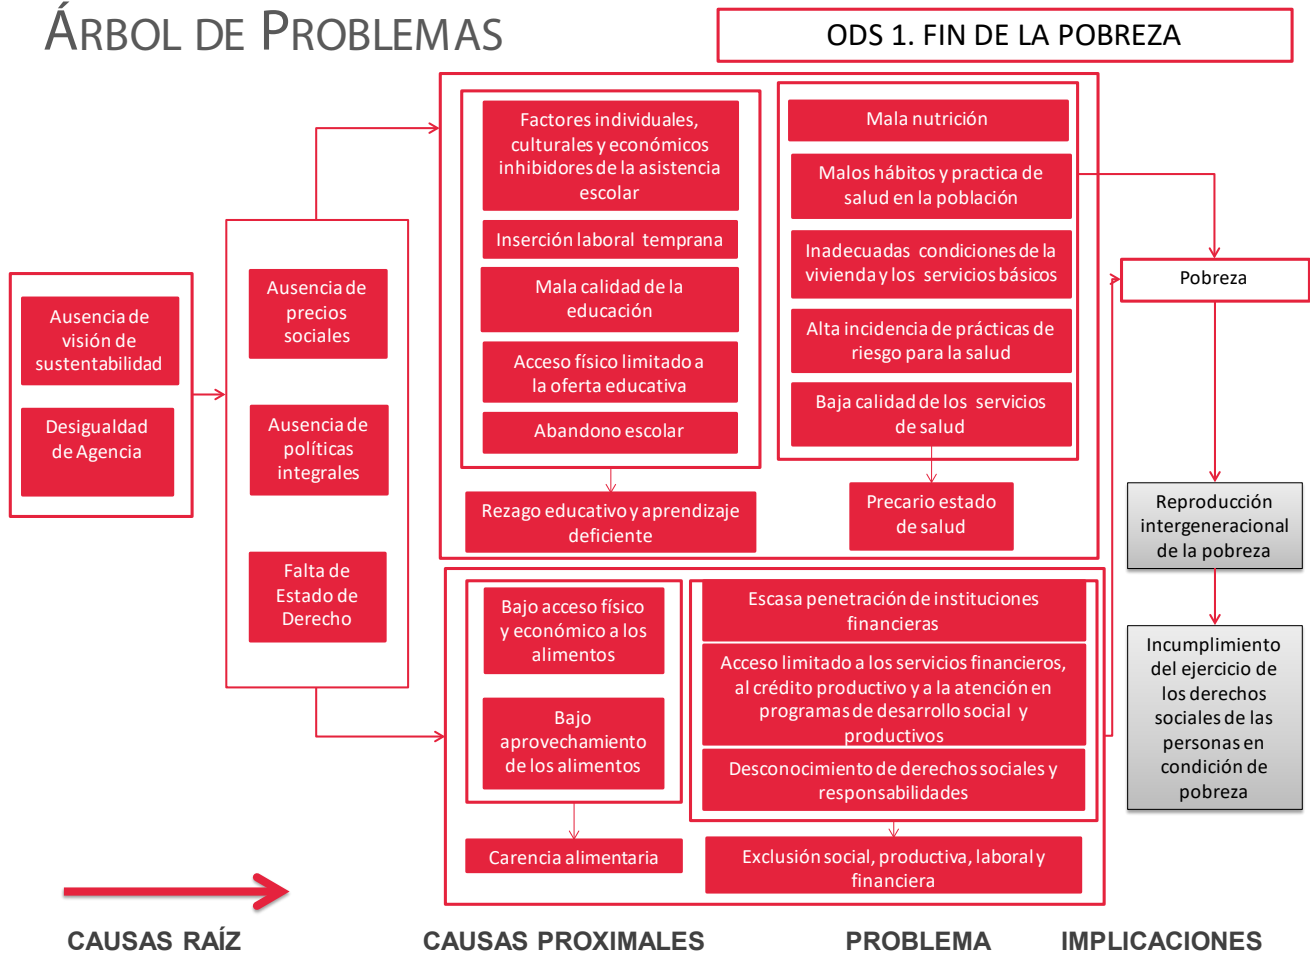 ÁRBOL DE PROBLEMAS
ODS 1. FIN DE LA POBREZA
Ausencia de
visión de
sustentabilidad
Desigualdad
de Agencia
Ausencia de
precios
sociales
Ausencia de
políticas
integrales
Falta de
Estado de
Derecho
Factores individuales,
culturales y económicos
inhibidores de la asistencia
escolar
Inserción laboral temprana
Mala calidad de la
educación
Acceso físico limitado a
la oferta educativa
Abandono escolar
Rezago educativo y aprendizaje
deficiente
Mala nutrición
Malos hábitos y practica de
salud en la población
Inadecuadas condiciones de la
vivienda y los servicios básicos
Alta incidencia de prácticas de
riesgo para la salud
Baja calidad de los servicios
de salud
Precario estado
de salud
Bajo acceso físico
y económico a los
alimentos
Bajo
aprovechamiento
de los alimentos
Carencia alimentaria
Escasa penetración de instituciones
financieras
Acceso limitado a los servicios financieros,
al crédito productivo y a la atención en
programas de desarrollo social y
productivos
Desconocimiento de derechos sociales y
responsabilidades
Exclusión social, productiva, laboral y
financiera
Pobreza
Reproducción
intergeneracional
de la pobreza
Incumplimiento
del ejercicio de
los derechos
sociales de las
personas en
condición de
pobreza
CAUSAS RAÍZ
CAUSAS PROXIMALES
PROBLEMA
IMPLICACIONES